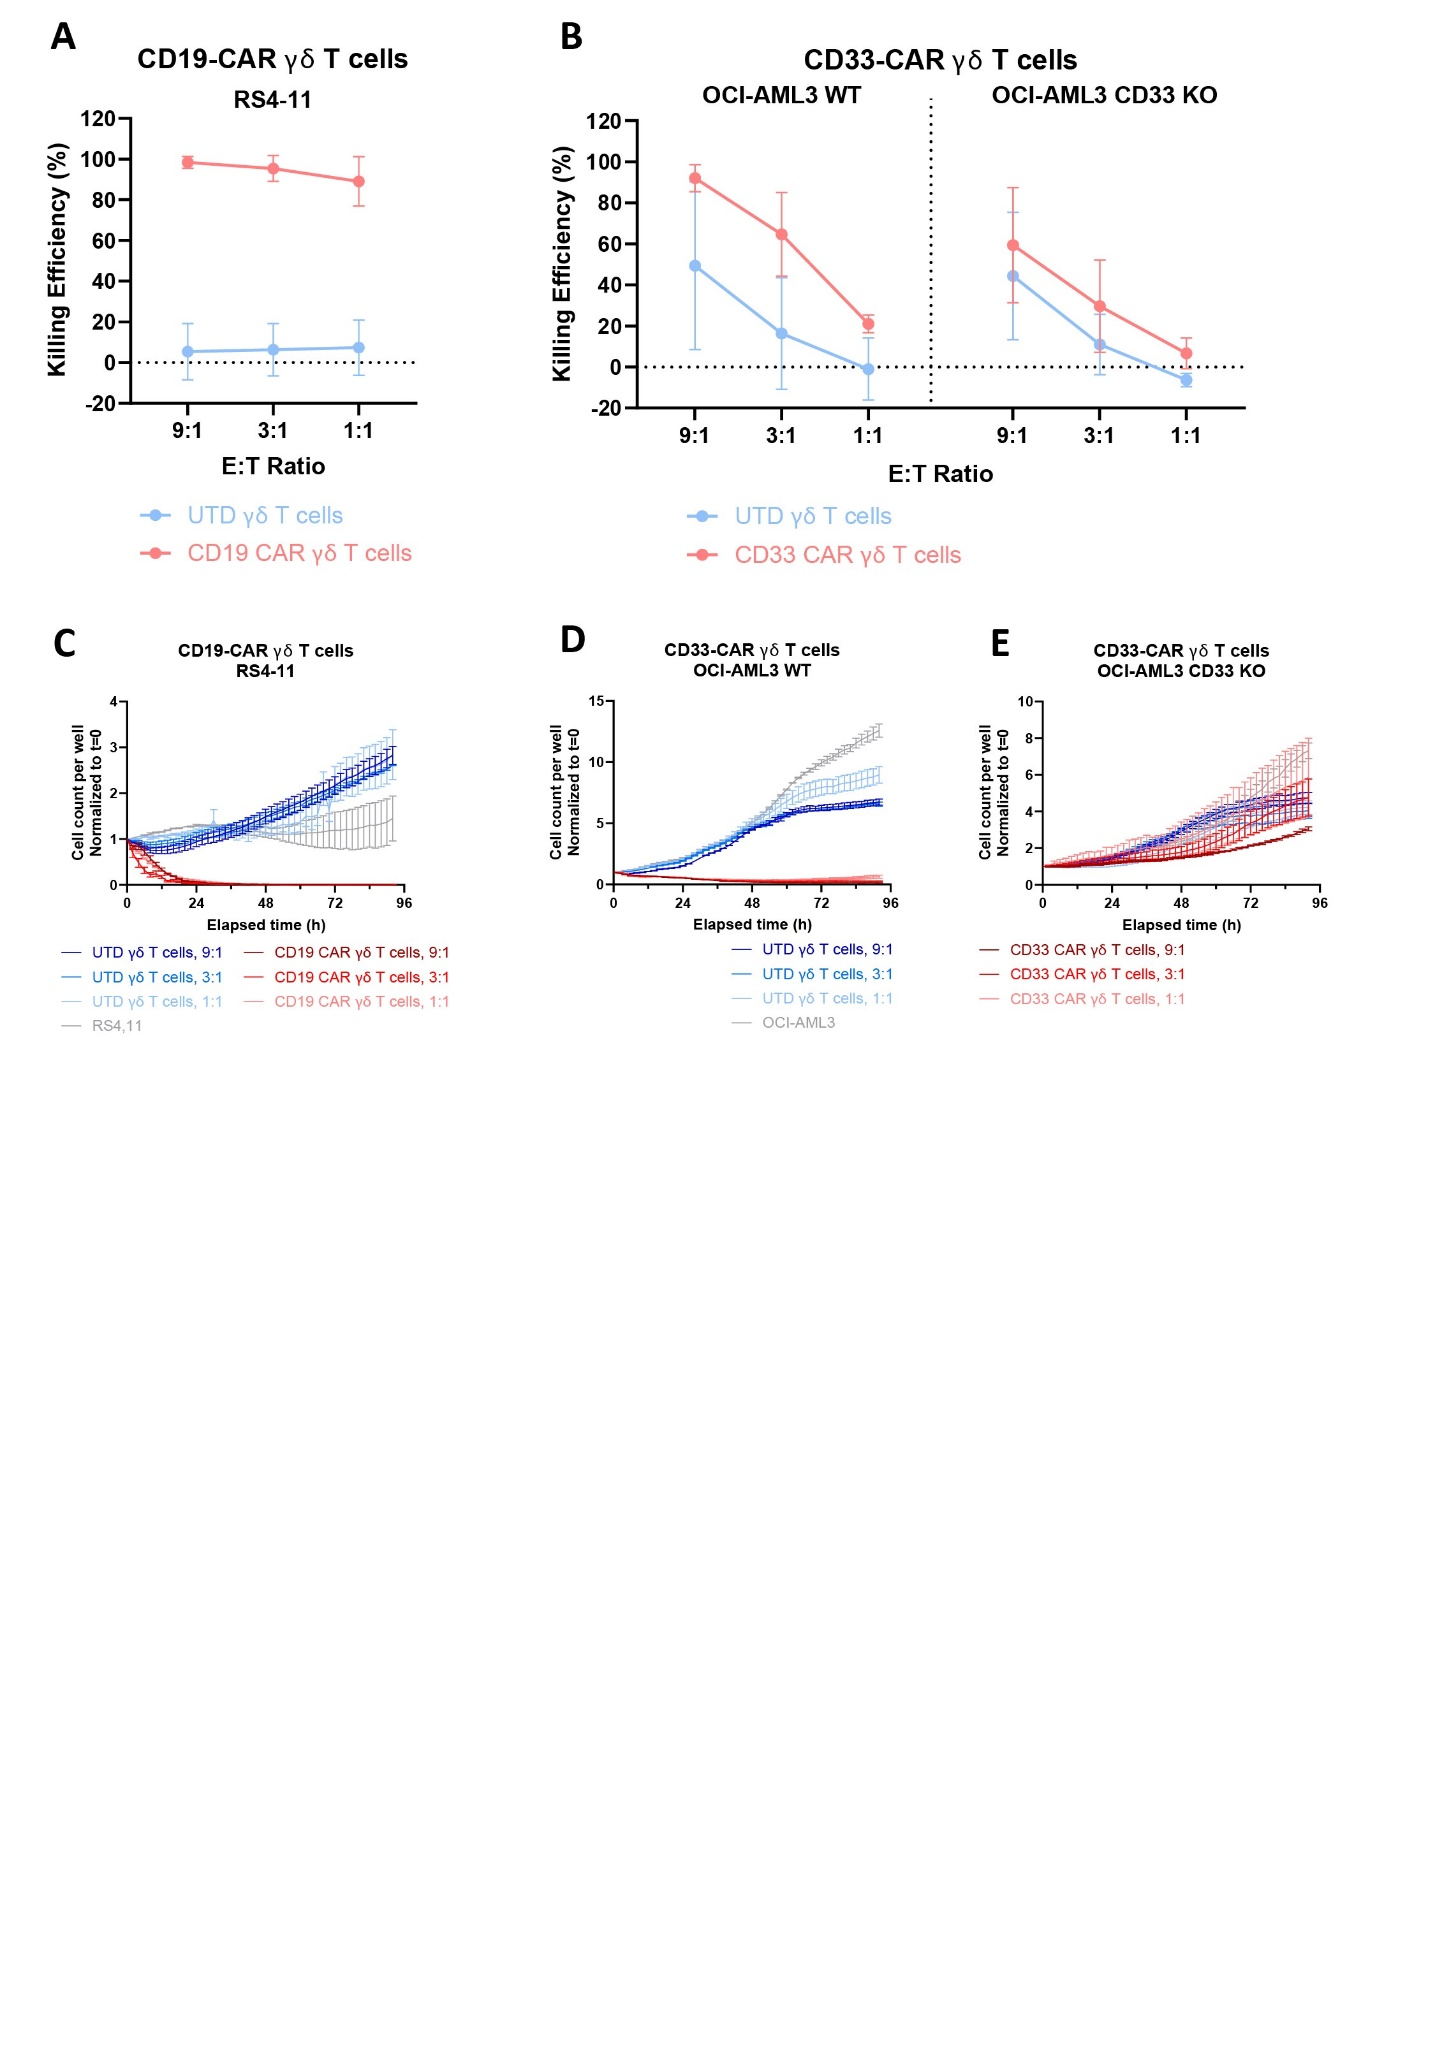 A
CD19-CAR γδ T cells
RS4-11
Killing Efficiency (%)
120
100
80
60
40
20
0
-20
9:1 3:1 1:1
E:T Ratio
UTD γδ T cells
CD19 CAR γδ T cells
B
CD33-CAR γδ T cells
OCI-AML3 WT
OCI-AML3 CD33 KO
Killing Efficiency (%)
120
100
80
60
40
20
0
-20
9:1 3:1 1:1 9:1 3:1 1:1
E:T Ratio
UTD γδ T cells
CD33 CAR γδ T cells
C
CD19-CAR γδ T cells
RS4-11
Cell count per well
Normalized to t=0
4
3
2
1
0
0 24 48 72 96
Elapsed time (h)
UTD γδ T cells, 9:1
UTD γδ T cells, 3:1
UTD γδ T cells, 1:1
RS4,11
CD19 CAR γδ T cells, 9:1
CD19 CAR γδ T cells, 3:1
CD19 CAR γδ T cells, 1:1
D
CD33-CAR γδ T cells
OCI-AML3 WT
Cell count per well
Normalized to t=0
15
10
5
0
0 24 48 72 96
Elapsed time (h)
UTD γδ T cells, 9:1
UTD γδ T cells, 3:1
UTD γδ T cells, 1:1
OCI-AML3
E
CD33-CAR γδ T cells
OCI-AML3 CD33 KO
Cell count per well
Normalized to t=0
10
8
6
4
2
0
0 24 48 72 96
Elapsed time (h)
CD33 CAR γδ T cells, 9:1
CD33 CAR γδ T cells, 3:1
CD33 CAR γδ T cells, 1:1